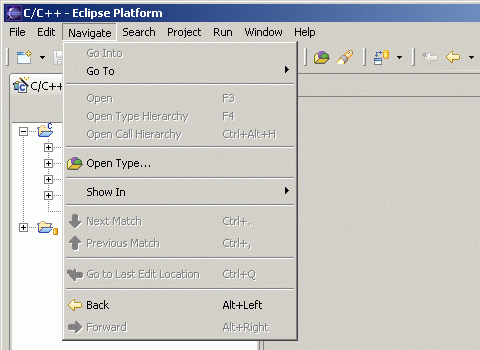 C/C++ - Eclipse Platform
File Edit Navigate Search Project Run Window Help
C/C++
Go Into
Go To
Open F3
Open Type Hierarchy F4
Open Call Hierarchy Ctrl+Alt+H
Open Type...
Show In
Next Match Ctrl+.
Previous Match Ctrl+,
Go to Last Edit Location Ctrl+Q
Back Alt+Left
Forward Alt+Right